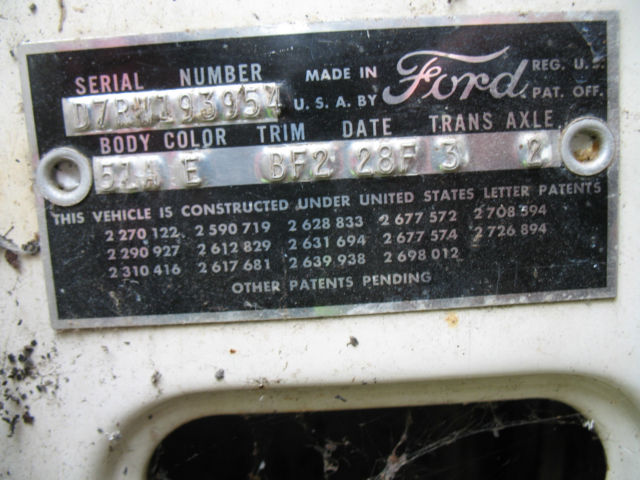 SERIAL NUMBER MADE IN Ford REG. U.S.
D7RW193954 U.S.A. BY PAT. OFF.
BODY COLOR TRIM DATE TRANS AXLE
57A E BF2 28F 3 2
THIS VEHICLE IS CONSTRUCTED UNDER UNITED STATES LETTER PATENTS
2 270 122 2 590 719 2 628 833 2 677 572 2 708 594
2 290 927 2 612 829 2 631 694 2 677 574 2 726 894
2 310 416 2 617 681 2 639 938 2 698 012
OTHER PATENTS PENDING